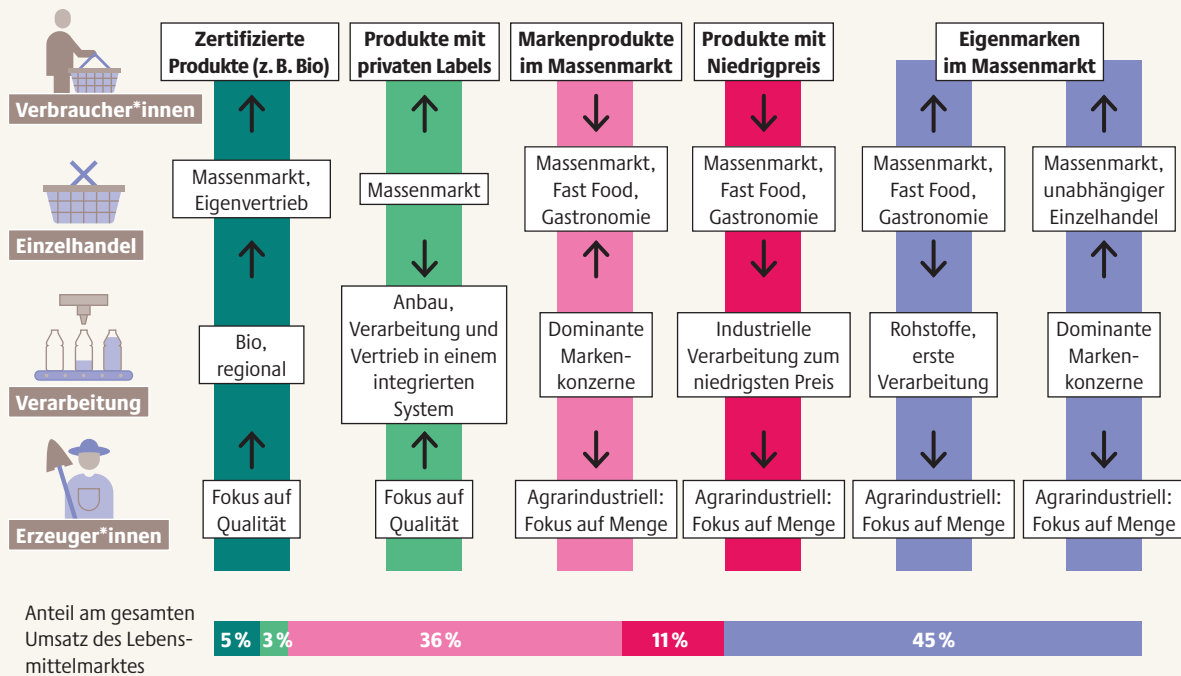 Zertifizierte
Produkte (z. B. Bio)
Produkte mit
privaten Labels
Markenprodukte
im Massenmarkt
Produkte mit
Niedrigpreis
Eigenmarken
im Massenmarkt
Verbraucher*innen
Massenmarkt,
Eigenvertrieb
Massenmarkt
Massenmarkt,
Fast Food,
Gastronomie
Massenmarkt,
Fast Food,
Gastronomie
Massenmarkt,
Fast Food,
Gastronomie
Massenmarkt,
unabhängiger
Einzelhandel
Einzelhandel
Bio,
regional
Anbau,
Verarbeitung und
Vertrieb in einem
integrierten
System
Dominante
Marken-
konzerne
Industrielle
Verarbeitung zum
niedrigsten Preis
Rohstoffe,
erste
Verarbeitung
Dominante
Marken-
konzerne
Verarbeitung
Fokus auf
Qualität
Fokus auf
Qualität
Agrarindustriell:
Fokus auf Menge
Agrarindustriell:
Fokus auf Menge
Agrarindustriell:
Fokus auf Menge
Agrarindustriell:
Fokus auf Menge
Erzeuger*innen
Anteil am gesamten
Umsatz des Lebens-
mittelmarktes
5 % 3 % 36 % 11 % 45 %